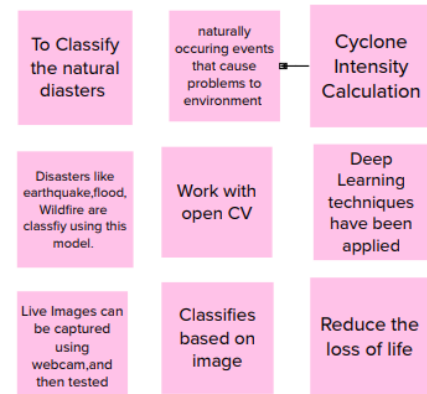 To Classify
the natural
diasters
naturally
occuring events
that cause
problems to
environment
Cyclone
Intensity
Calculation
Disasters like
earthquake,flood,
Wildfire are
classfiy using this
model.
Work with
open CV
Deep
Learning
techniques
have been
applied
Live Images can
be captured
using
webcam,and
then tested
Classifies
based on
image
Reduce the
loss of life